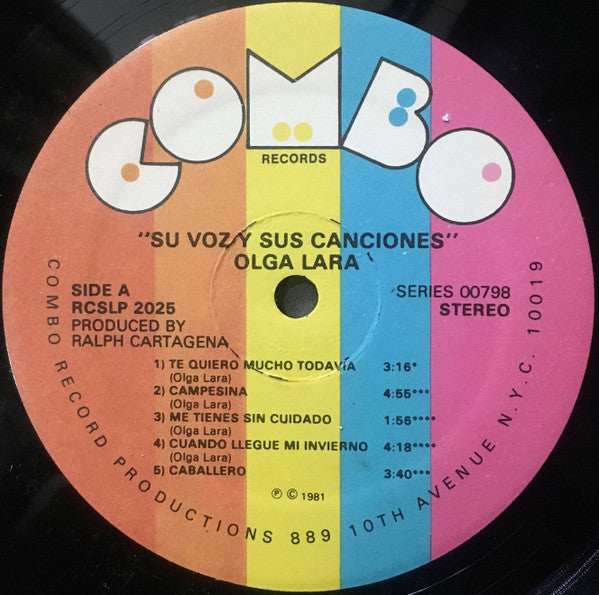 COMBO
RECORDS
"SU VOZ Y SUS CANCIONES"
OLGA LARA
SIDE A
RCSLP 2025
PRODUCED BY
RALPH CARTAGENA
SERIES 00798
STEREO
1) TE QUIERO MUCHO TODAVÍA 3:16*
(Olga Lara)
2) CAMPESINA 4:55***
(Olga Lara)
3) ME TIENES SIN CUIDADO 1:56****
(Olga Lara)
4) CUANDO LLEGUE MI INVIERNO 4:18****
(Olga Lara)
5) CABALLERO 3:40***
℗ © 1981
COMBO RECORD PRODUCTIONS 889 10TH AVENUE N.Y.C. 10019